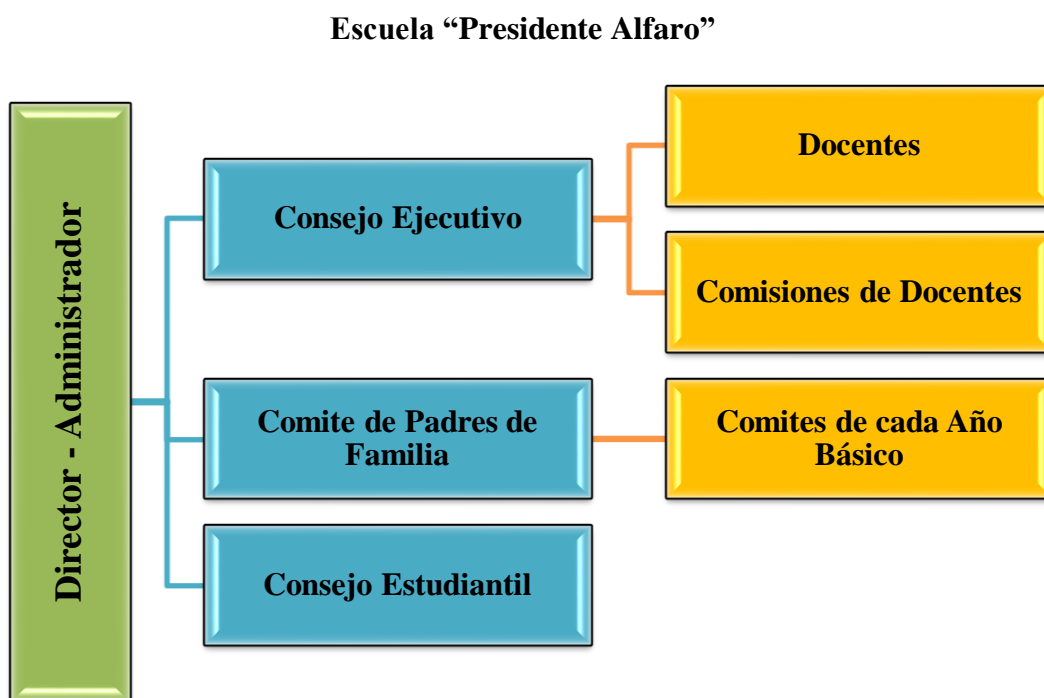 Escuela “Presidente Alfaro”
Director - Administrador
Consejo Ejecutivo
Docentes
Comisiones de Docentes
Comite de Padres de
Familia
Comites de cada Año
Básico
Consejo Estudiantil